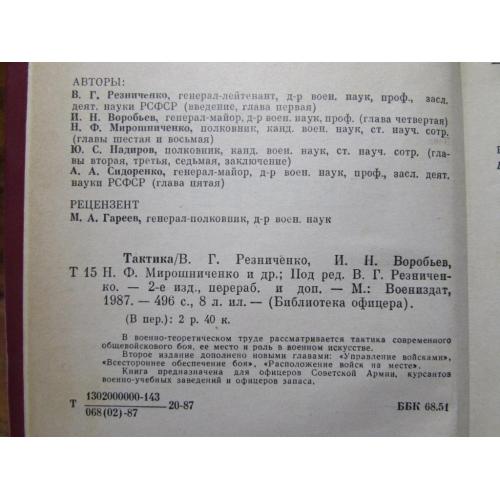 АВТОРЫ:
В. Г. Резниченко, генерал-лейтенант, д-р воен. наук, проф., засл.
деят. науки РСФСР (введение, глава первая)
И. Н. Воробьев, генерал-майор, д-р воен. наук, проф. (глава четвертая)
Н. Ф. Мирошниченко, полковник, канд. воен. наук, ст. науч. сотр.
(главы шестая и восьмая)
Ю. С. Надиров, полковник, канд. воен. наук, ст. науч. сотр. (гла-
вы вторая, третья, седьмая, заключение)
А. А. Сидоренко, генерал-майор, д-р воен. наук, проф., засл. деят.
науки РСФСР (глава пятая)
РЕЦЕНЗЕНТ
М. А. Гареев, генерал-полковник, д-р воен. наук
Тактика/В. Г. Резниченко, И. Н. Воробьев,
Т 15 Н. Ф. Мирошниченко и др.; Под ред. В. Г. Резничен-
ко. — 2-е изд., перераб. и доп. — М.: Воениздат,
1987. — 496 с., 8 л. ил.— (Библиотека офицера).
(В пер.): 2 р. 40 к.
В военно-теоретическом труде рассматривается тактика современного
общевойскового боя, ее место и роль в военном искусстве.
Второе издание дополнено новыми главами: «Управление войсками»,
«Всестороннее обеспечение боя», «Расположение войск на месте».
Книга предназначена для офицеров Советской Армии, курсантов
военно-учебных заведений и офицеров запаса.
Т 1302000000-143
068(02)-87 20-87 ББК 68.51